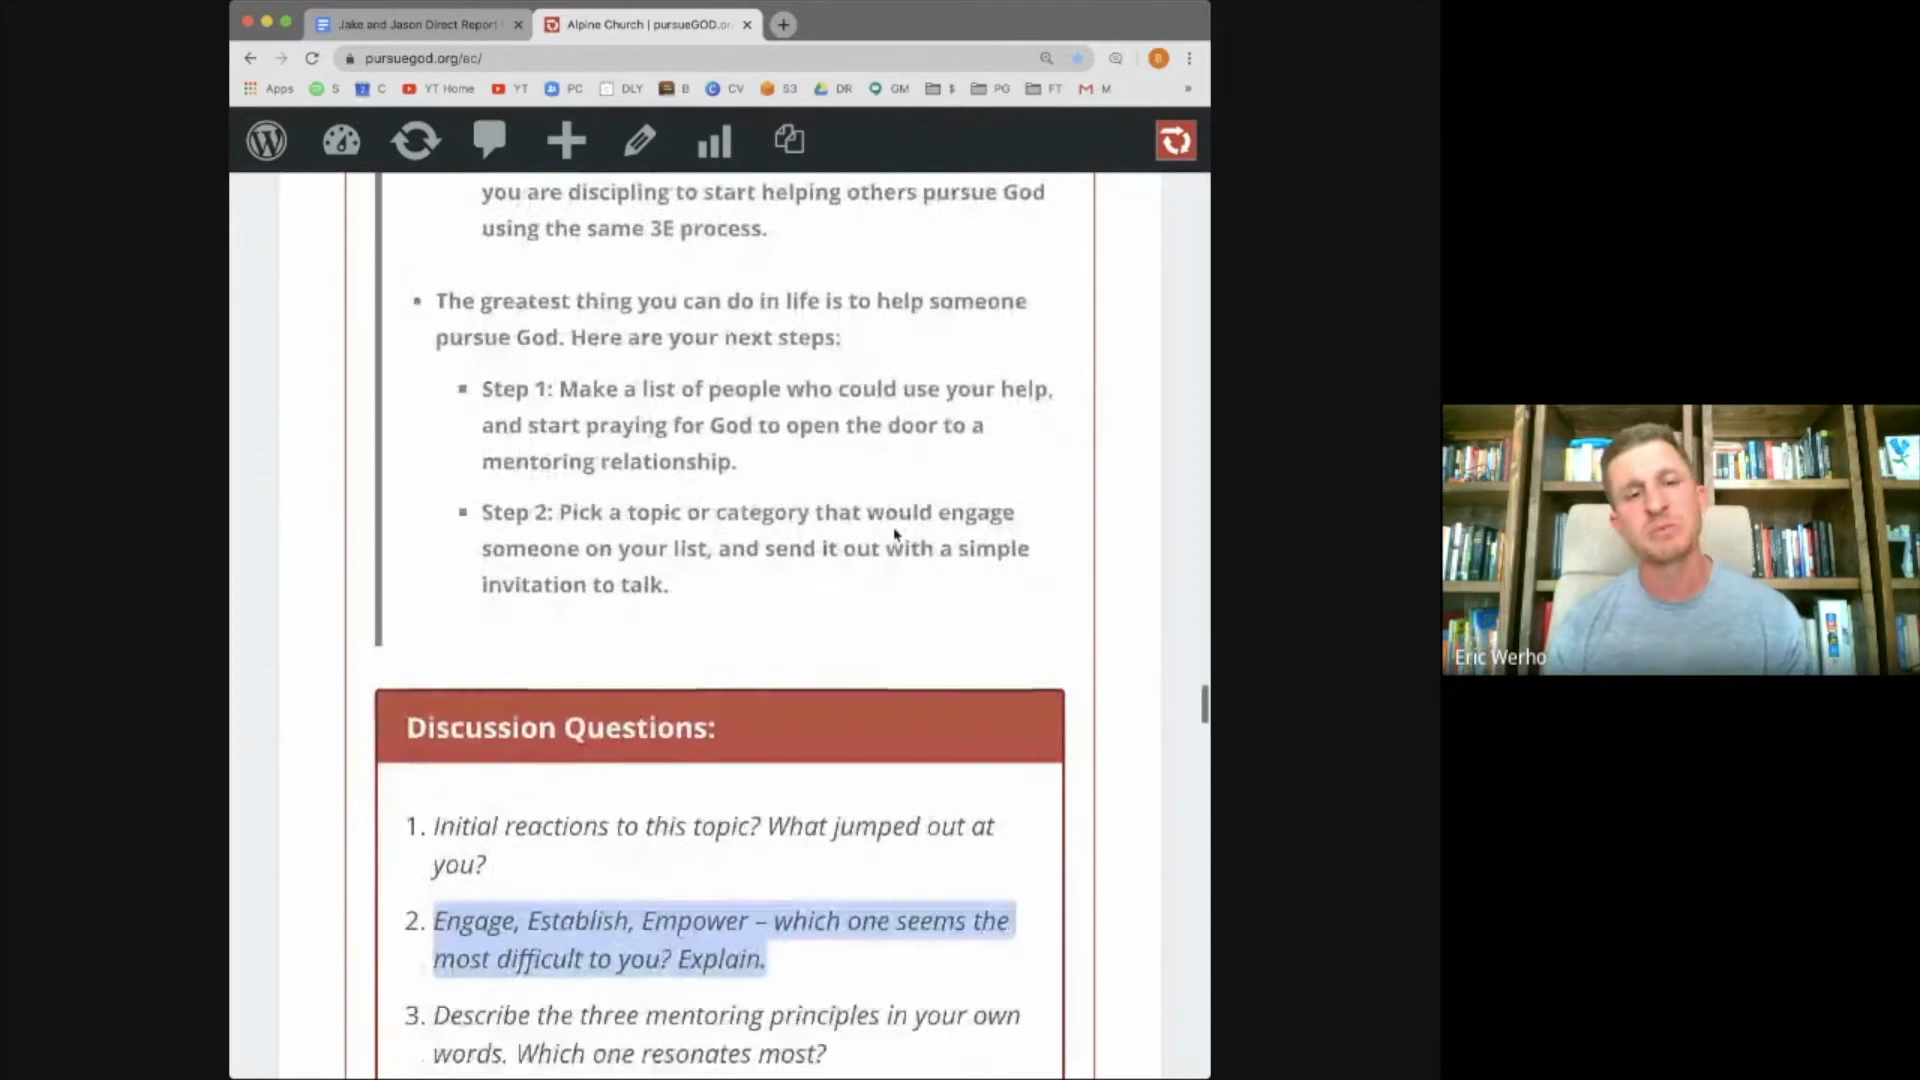 Jake and Jason Direct Report
Alpine Church | pursueGOD.or
pursuegod.org/ac/
B
Apps S C YT Home YT PC DLY B CV S3 DR GM $ PG FT M »
you are discipling to start helping others pursue God
using the same 3E process.
The greatest thing you can do in life is to help someone
pursue God. Here are your next steps:
Step 1: Make a list of people who could use your help,
and start praying for God to open the door to a
mentoring relationship.
Step 2: Pick a topic or category that would engage
someone on your list, and send it out with a simple
invitation to talk.
Discussion Questions:
1. Initial reactions to this topic? What jumped out at
you?
2. Engage, Establish, Empower – which one seems the
most difficult to you? Explain.
3. Describe the three mentoring principles in your own
words. Which one resonates most?
Eric Werho